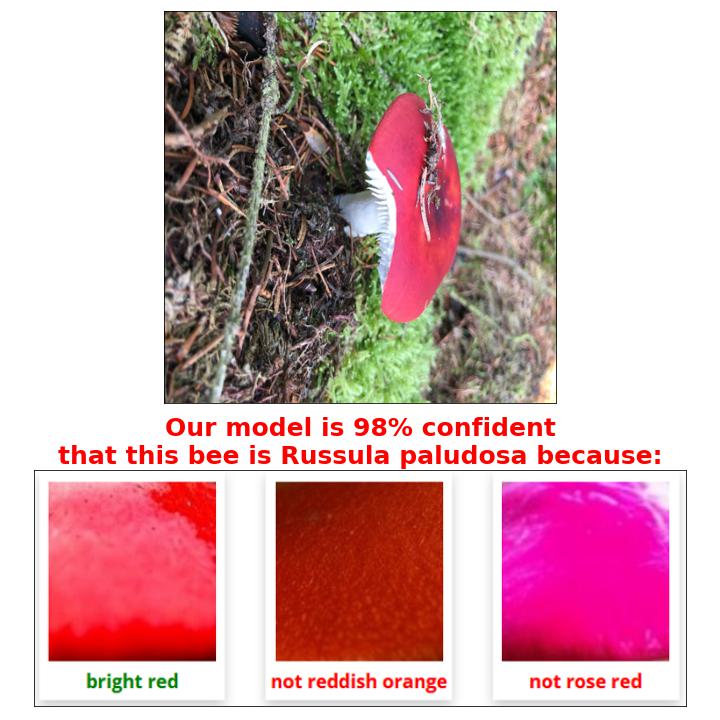 Our model is 98% confident
that this bee is Russula paludosa because:
bright red
not reddish orange
not rose red